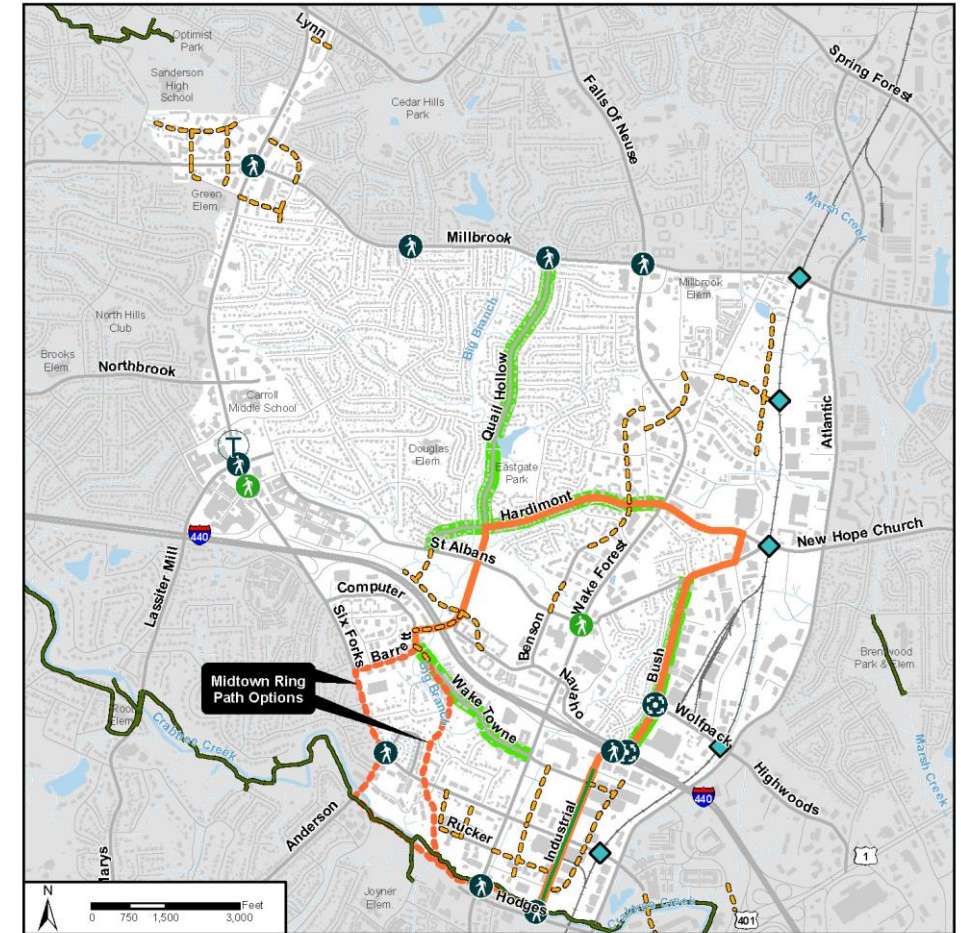 Lynn
Optimist
Park
Sanderson
High
School
Cedar Hills
Park
Falls Of Neuse
Spring Forest
Green
Elem.
Marsh Creek
Millbrook
Millbrook
Elem.
North Hills
Club
Big Branch
Brooks
Elem.
Northbrook
Carroll
Middle School
Quail Hollow
Atlantic
T
Douglas
Elem.
Eastgate
Park
Hardimont
440
St Albans
New Hope Church
Lassiter Mill
Computer
Wake Forest
Six Forks
Benson
Barrett
Bush
Brentwood
Park & Elem.
Midtown Ring
Path Options
Big Branch
Wake Towne
Navaho
Wolfpack
Root
Elem.
Crabtree Creek
Marsh Creek
Highwoods
440
Anderson
Rucker
Industrial
1
Marys
Joyner
Elem.
Hodges
Crabtree Creek
401
N
0 750 1,500 3,000
Feet